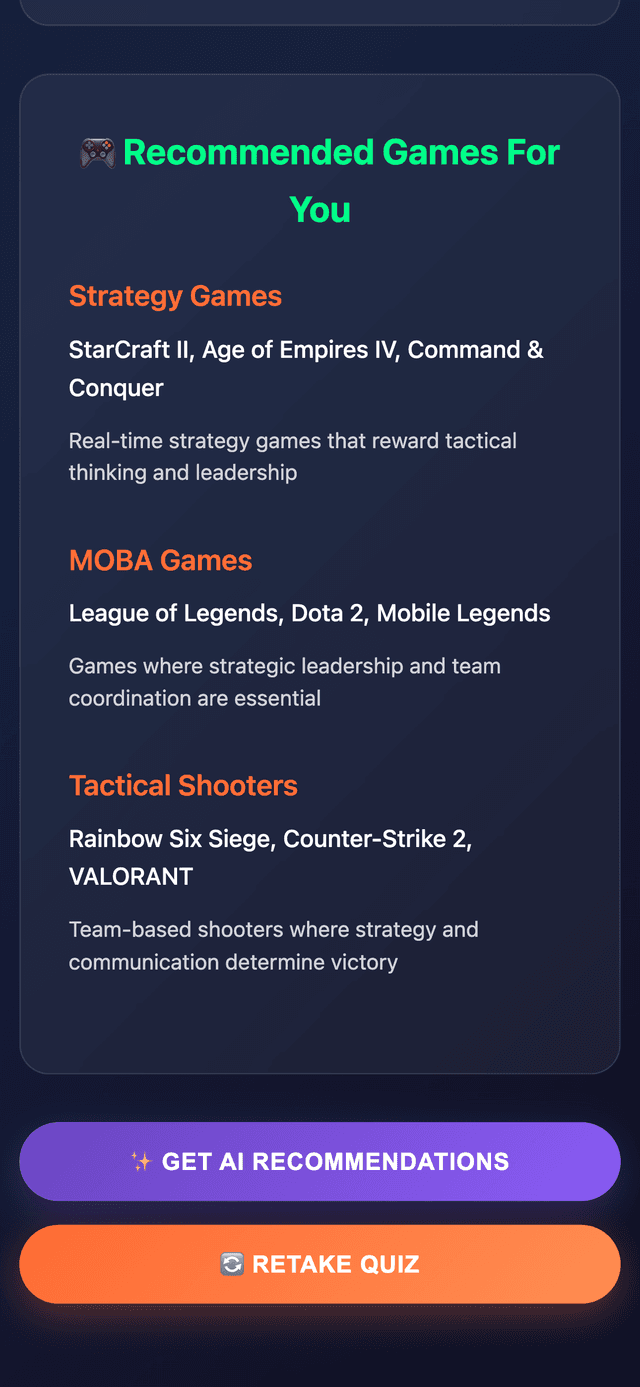 🎮 Recommended Games For
You
Strategy Games
StarCraft II, Age of Empires IV, Command &
Conquer
Real-time strategy games that reward tactical
thinking and leadership
MOBA Games
League of Legends, Dota 2, Mobile Legends
Games where strategic leadership and team
coordination are essential
Tactical Shooters
Rainbow Six Siege, Counter-Strike 2,
VALORANT
Team-based shooters where strategy and
communication determine victory
✨ GET AI RECOMMENDATIONS
🔄 RETAKE QUIZ